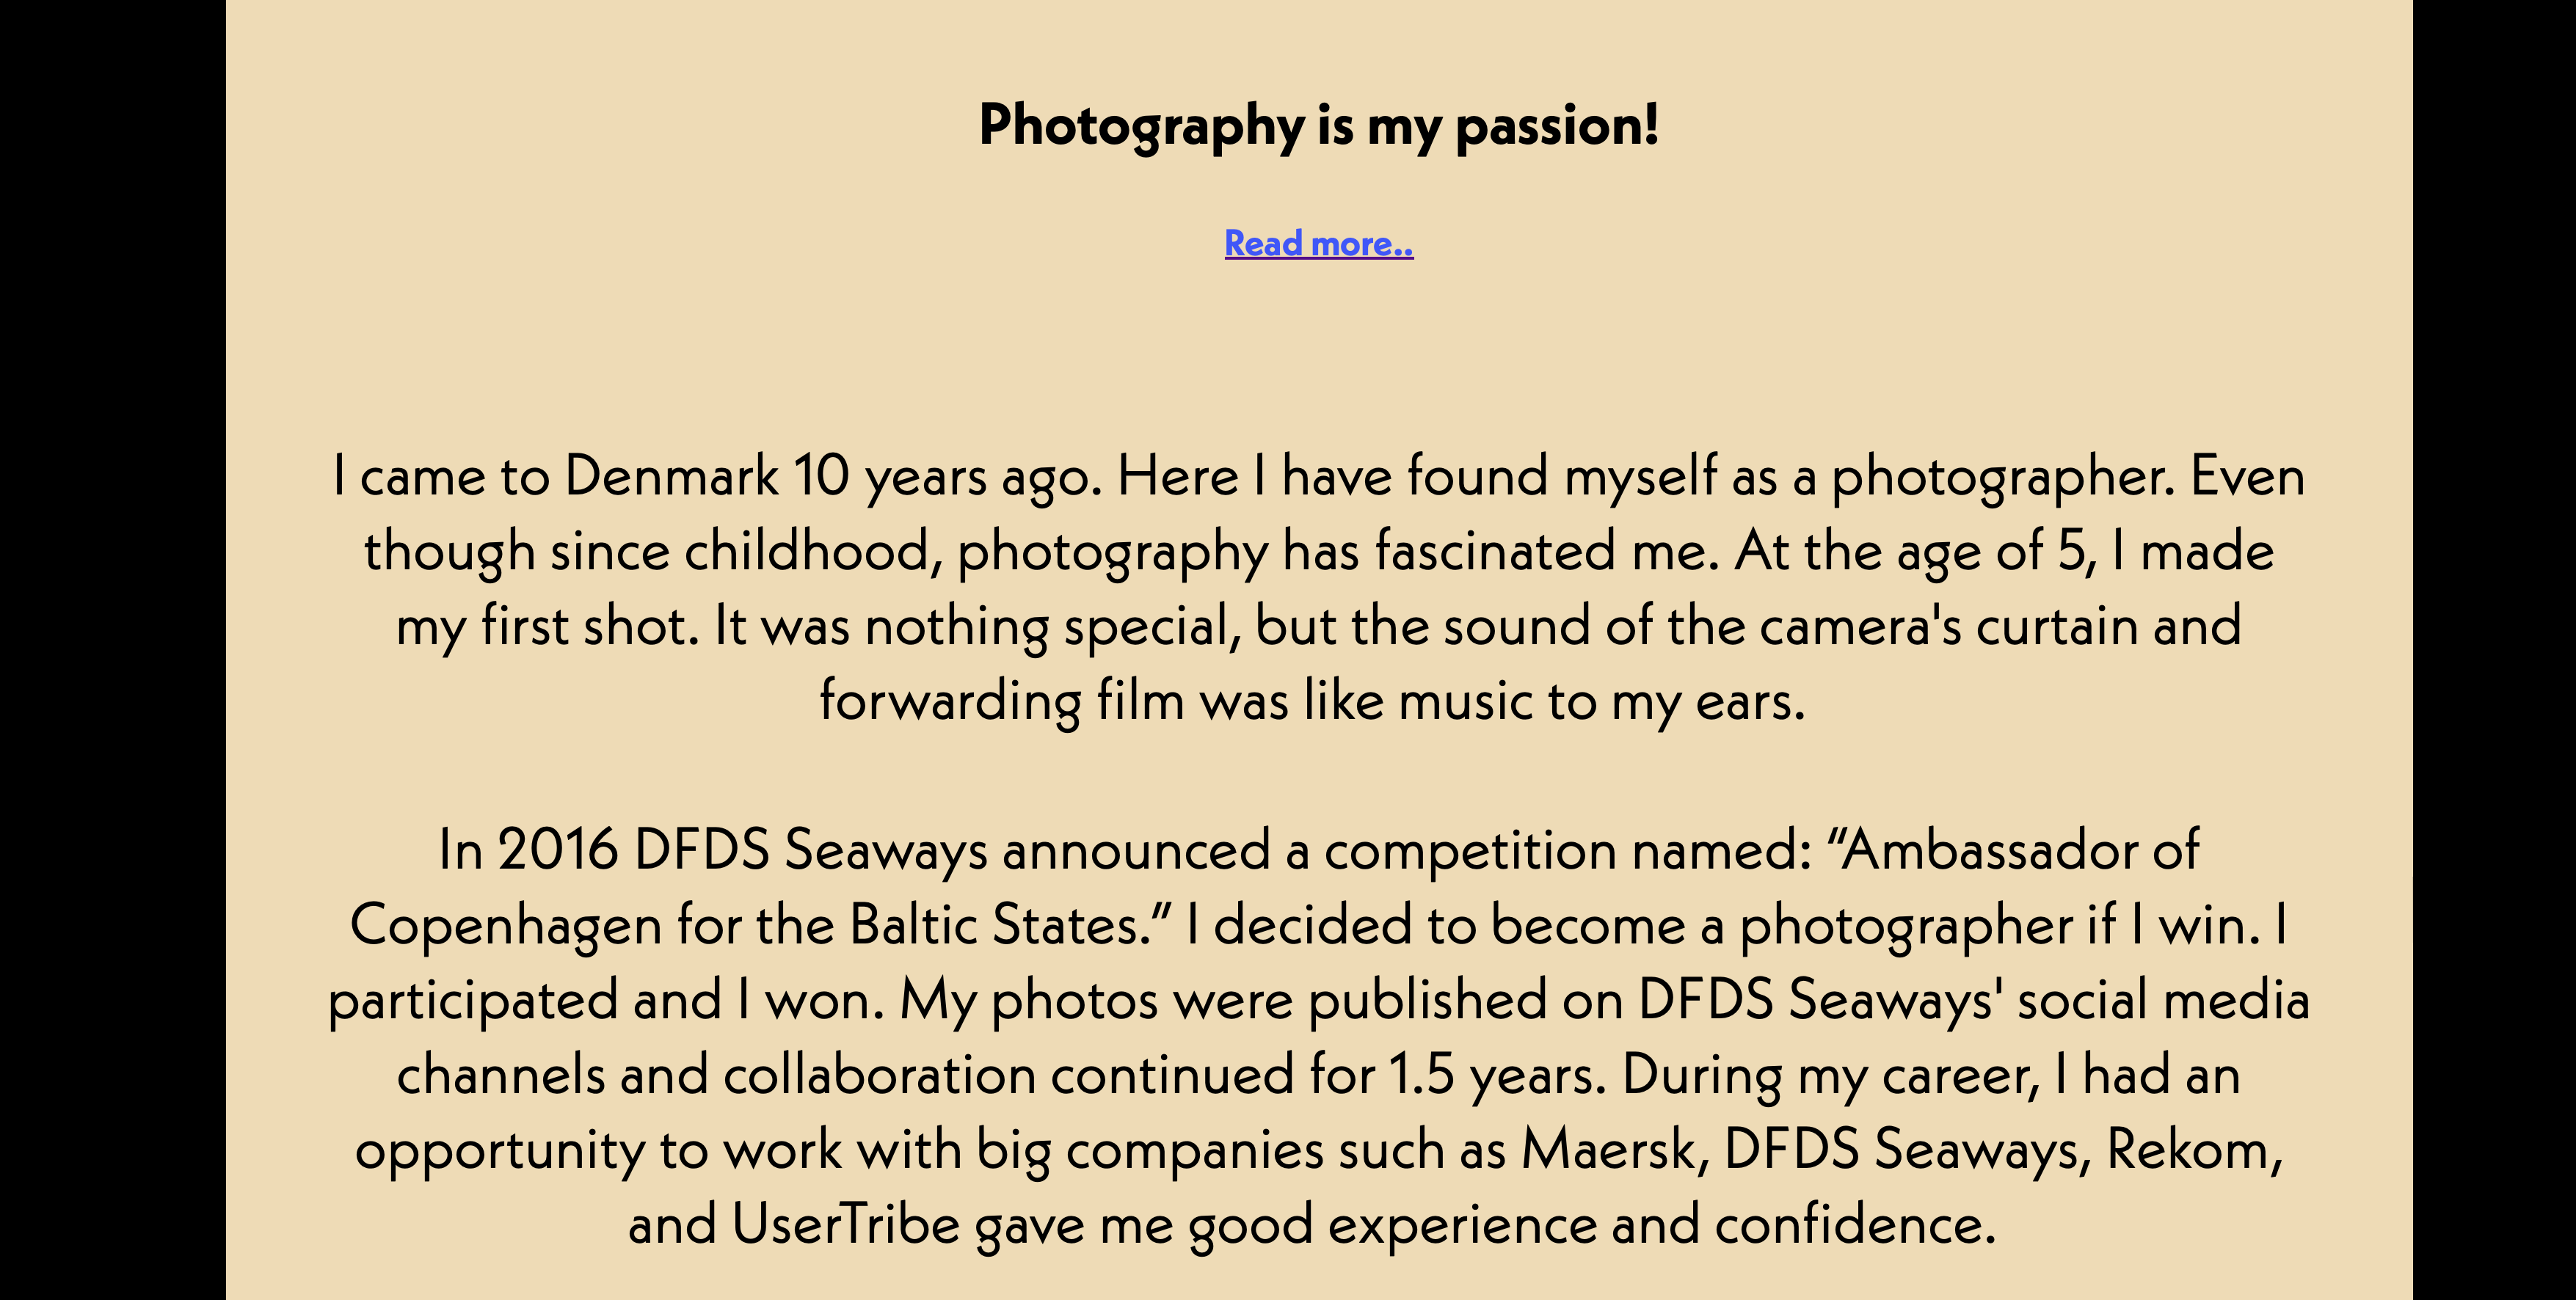 Photography is my passion!
Read more..
I came to Denmark 10 years ago. Here I have found myself as a photographer. Even
though since childhood, photography has fascinated me. At the age of 5, I made
my first shot. It was nothing special, but the sound of the camera's curtain and
forwarding film was like music to my ears.
In 2016 DFDS Seaways announced a competition named: “Ambassador of
Copenhagen for the Baltic States.” I decided to become a photographer if I win. I
participated and I won. My photos were published on DFDS Seaways' social media
channels and collaboration continued for 1.5 years. During my career, I had an
opportunity to work with big companies such as Maersk, DFDS Seaways, Rekom,
and UserTribe gave me good experience and confidence.